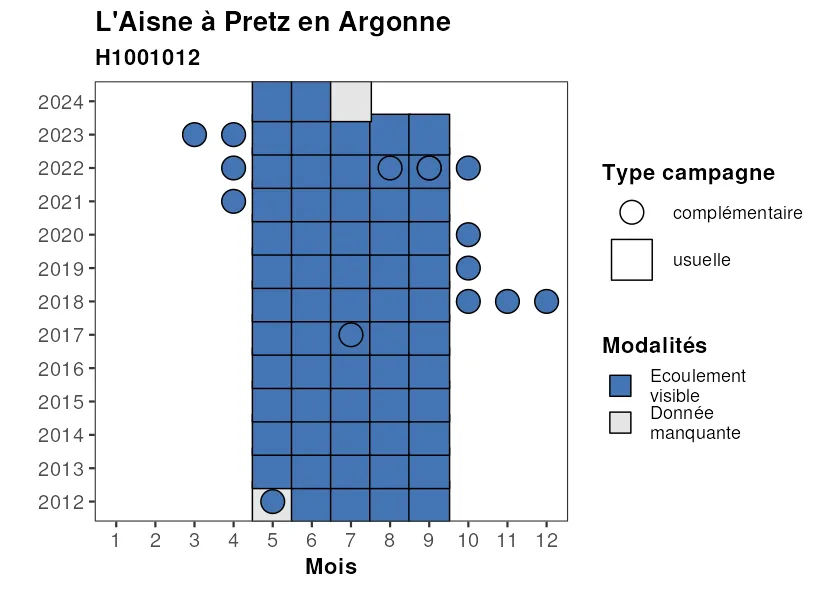 L'Aisne à Pretz en Argonne
H1001012
2024
2023
2022
2021
2020
2019
2018
2017
2016
2015
2014
2013
2012
1 2 3 4 5 6 7 8 9 10 11 12
Mois
Type campagne
complémentaire
usuelle
Modalités
Ecoulement
visible
Donnée
manquante